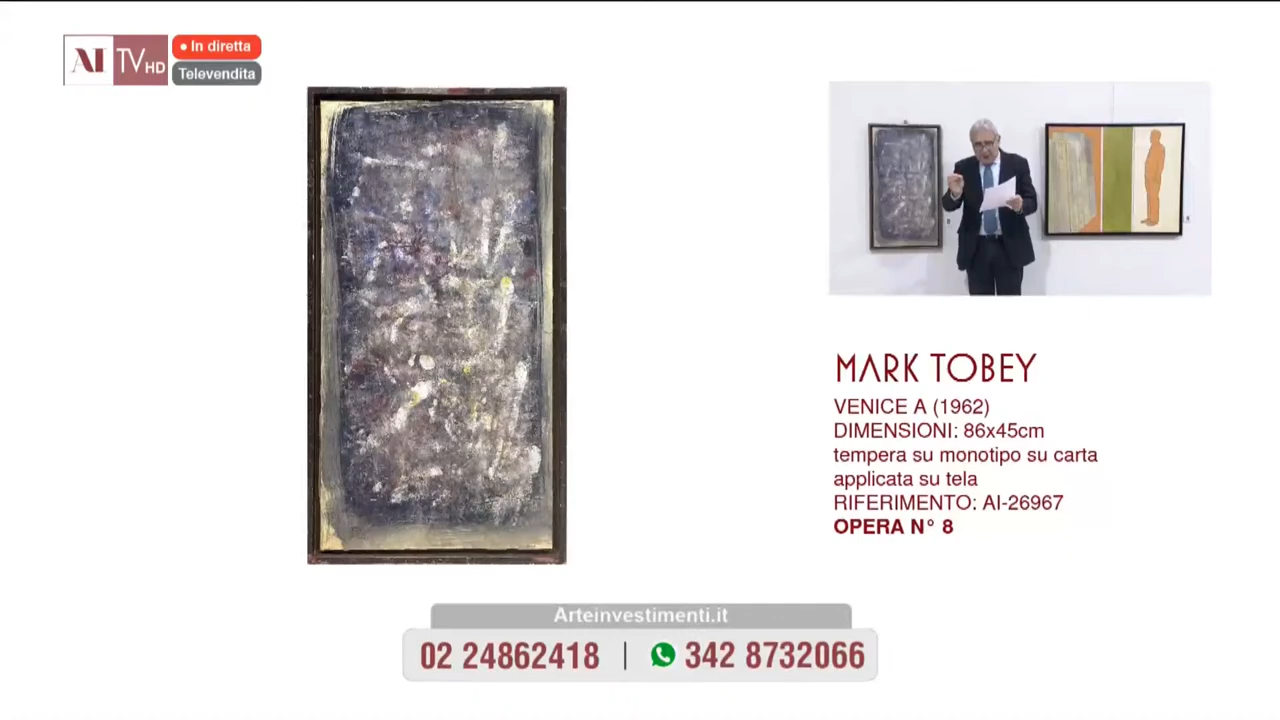 AI TV HD
In diretta
Televendita
MARK TOBEY
VENICE A (1962)
DIMENSIONI: 86x45cm
tempera su monotipo su carta
applicata su tela
RIFERIMENTO: AI-26967
OPERA N° 8
Arteinvestimenti.it
02 24862418 | 342 8732066